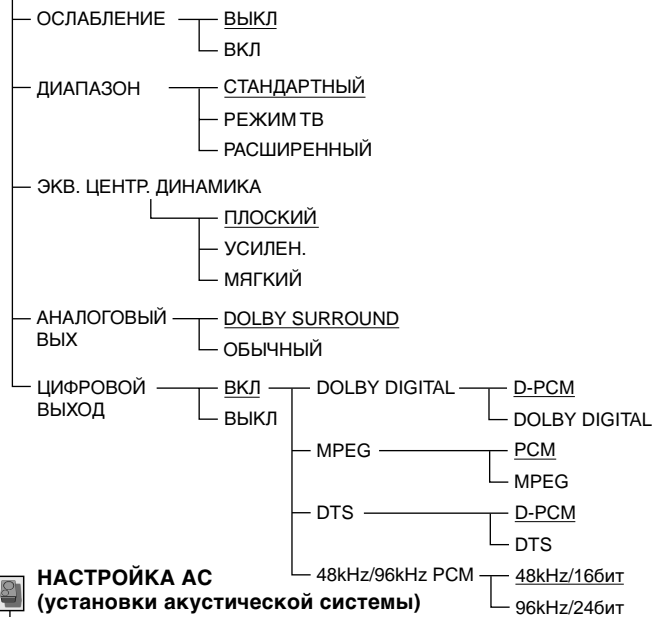 ОСЛАБЛЕНИЕ ВЫКЛ
ВКЛ
ДИАПАЗОН СТАНДАРТНЫЙ
РЕЖИМ ТВ
РАСШИРЕННЫЙ
ЭКВ. ЦЕНТР. ДИНАМИКА
ПЛОСКИЙ
УСИЛЕН.
МЯГКИЙ
АНАЛОГОВЫЙ DOLBY SURROUND
ВЫХ
ОБЫЧНЫЙ
ЦИФРОВОЙ ВКЛ DOLBY DIGITAL D-PCM
ВЫХОД ВЫКЛ DOLBY DIGITAL
MPEG PCM
MPEG
DTS D-PCM
DTS
НАСТРОЙКА АС 48kHz/96kHz PCM 48kHz/16бит
(установки акустической системы) 96kHz/24бит